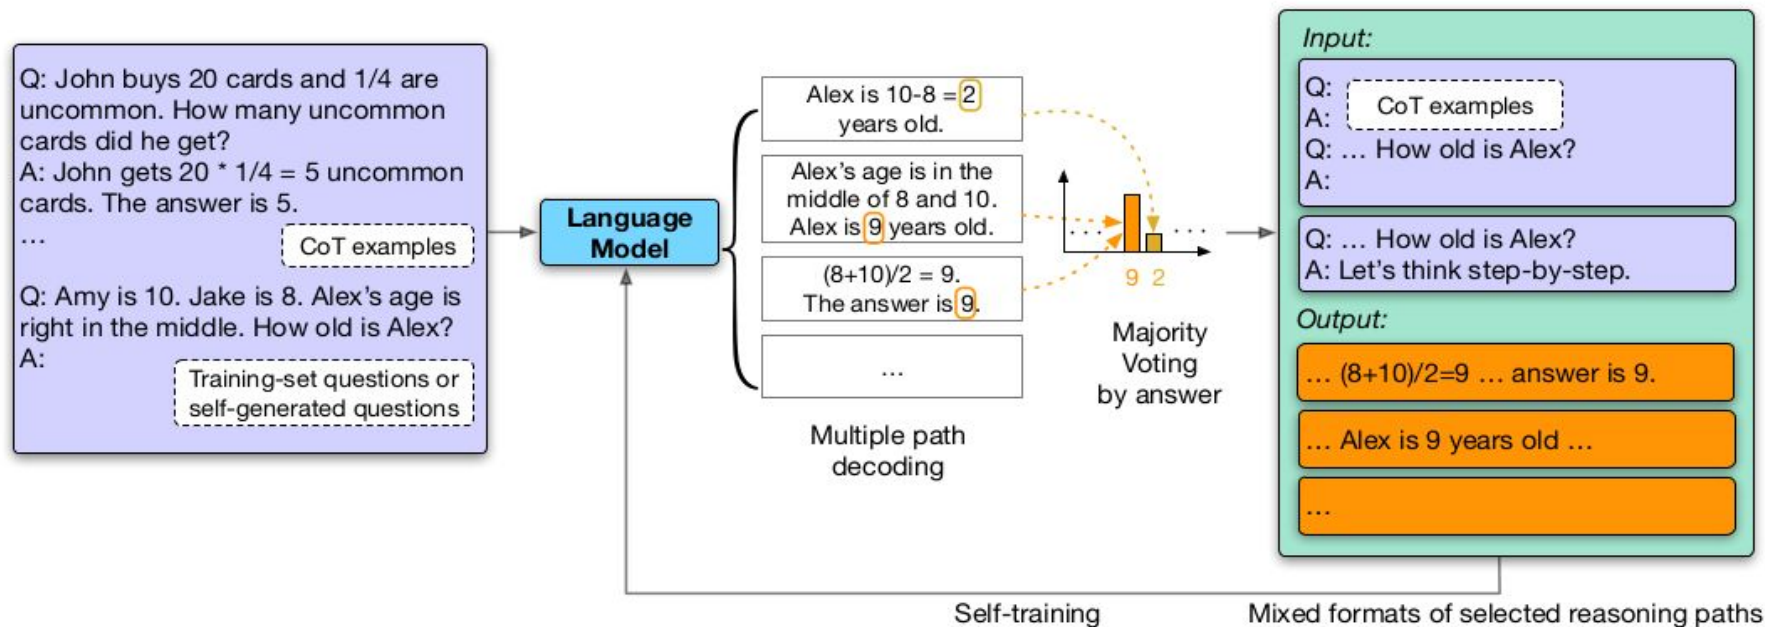 Q: John buys 20 cards and 1/4 are
uncommon. How many uncommon
cards did he get?
A: John gets 20 * 1/4 = 5 uncommon
cards. The answer is 5.
...
CoT examples
Q: Amy is 10. Jake is 8. Alex’s age is
right in the middle. How old is Alex?
A:
Training-set questions or
self-generated questions
Language
Model
Alex is 10-8 = 2
years old.
Alex’s age is in the
middle of 8 and 10.
Alex is 9 years old.
(8+10)/2 = 9.
The answer is 9.
...
Multiple path
decoding
... ...
9 2
Majority
Voting
by answer
Input:
Q:
A:
CoT examples
Q: ... How old is Alex?
A:
Q: ... How old is Alex?
A: Let’s think step-by-step.
Output:
... (8+10)/2=9 ... answer is 9.
... Alex is 9 years old ...
...
Self-training
Mixed formats of selected reasoning paths